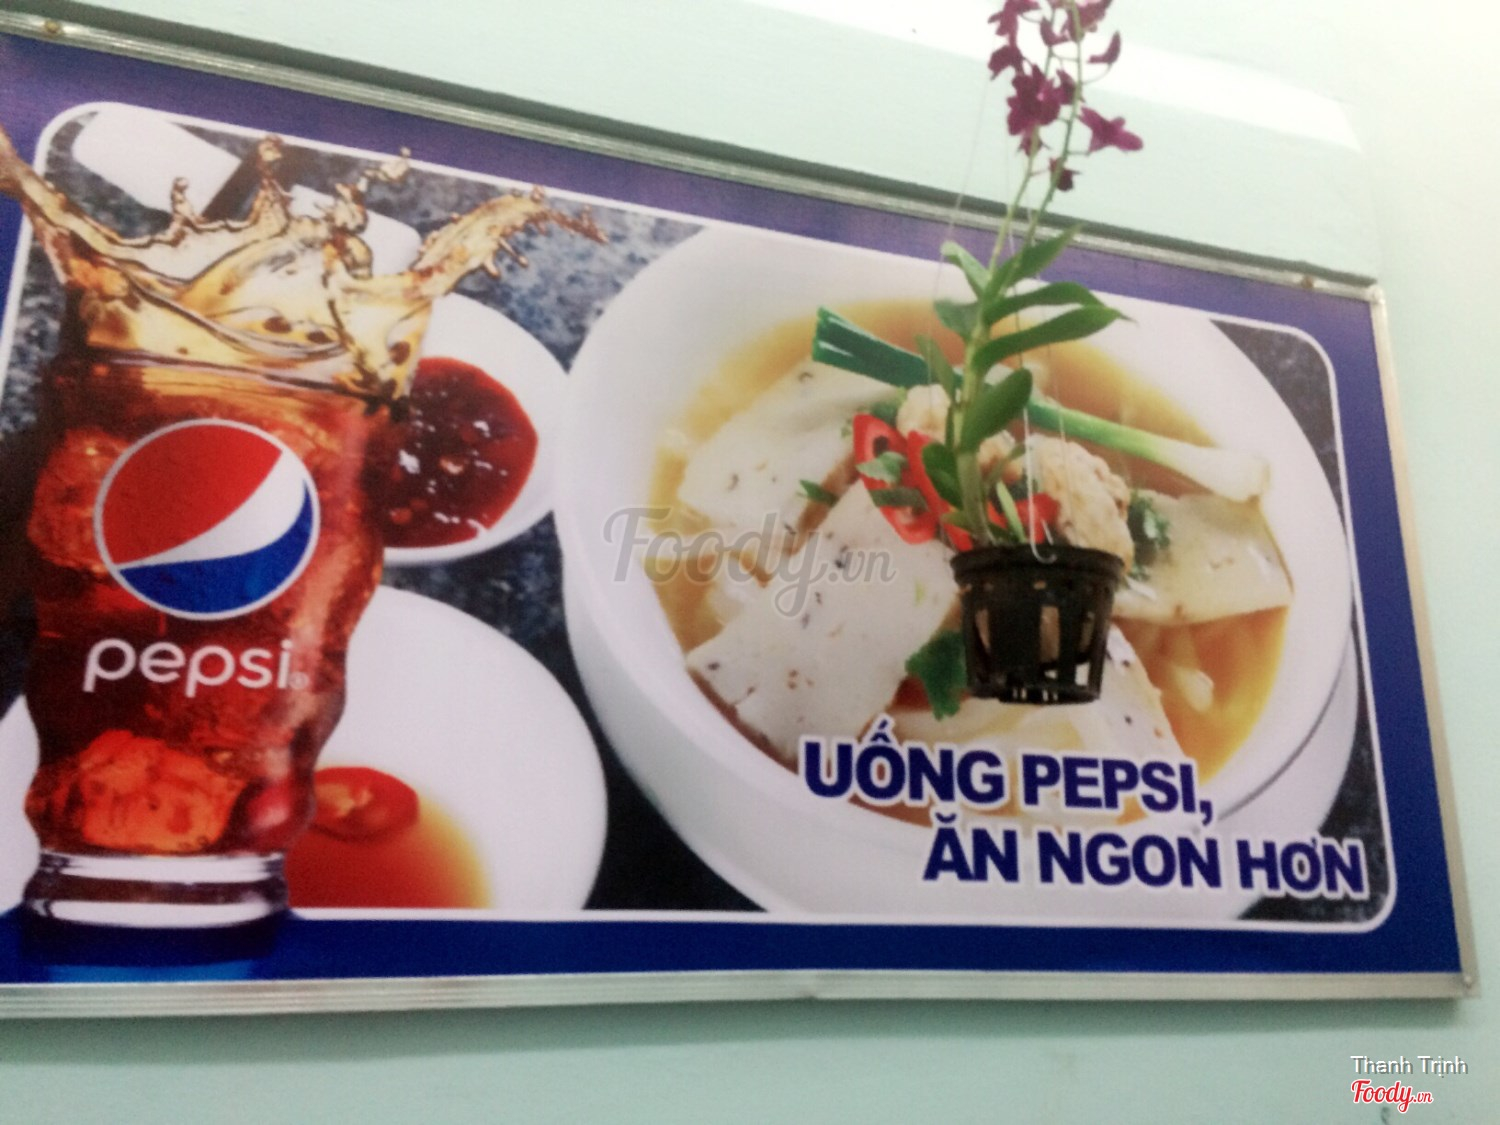 pepsi®
UỐNG PEPSI,
ĂN NGON HƠN
Foody.vn
Thanh Trịnh
Foody.vn